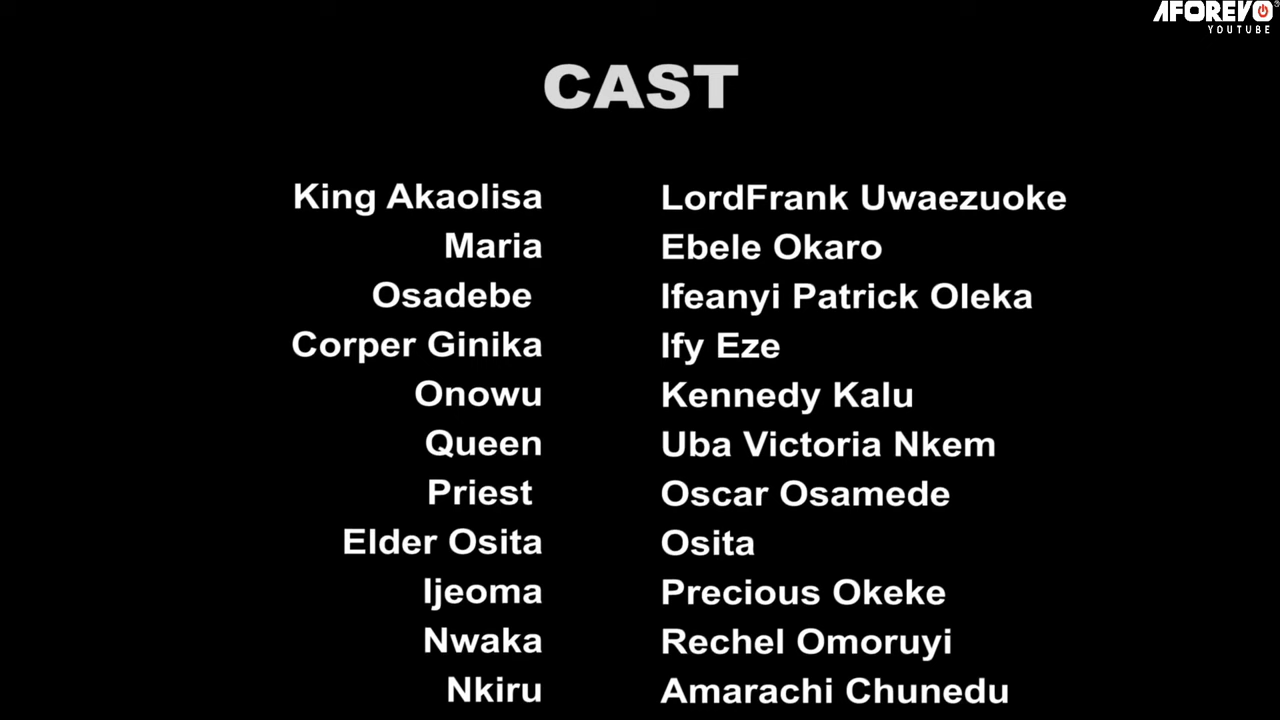 AFOREVO
YOUTUBE
CAST
King Akaolisa LordFrank Uwaezuoke
Maria Ebele Okaro
Osadebe Ifeanyi Patrick Oleka
Corper Ginika Ify Eze
Onowu Kennedy Kalu
Queen Uba Victoria Nkem
Priest Oscar Osamede
Elder Osita Osita
Ijeoma Precious Okeke
Nwaka Rechel Omoruyi
Nkiru Amarachi Chunedu